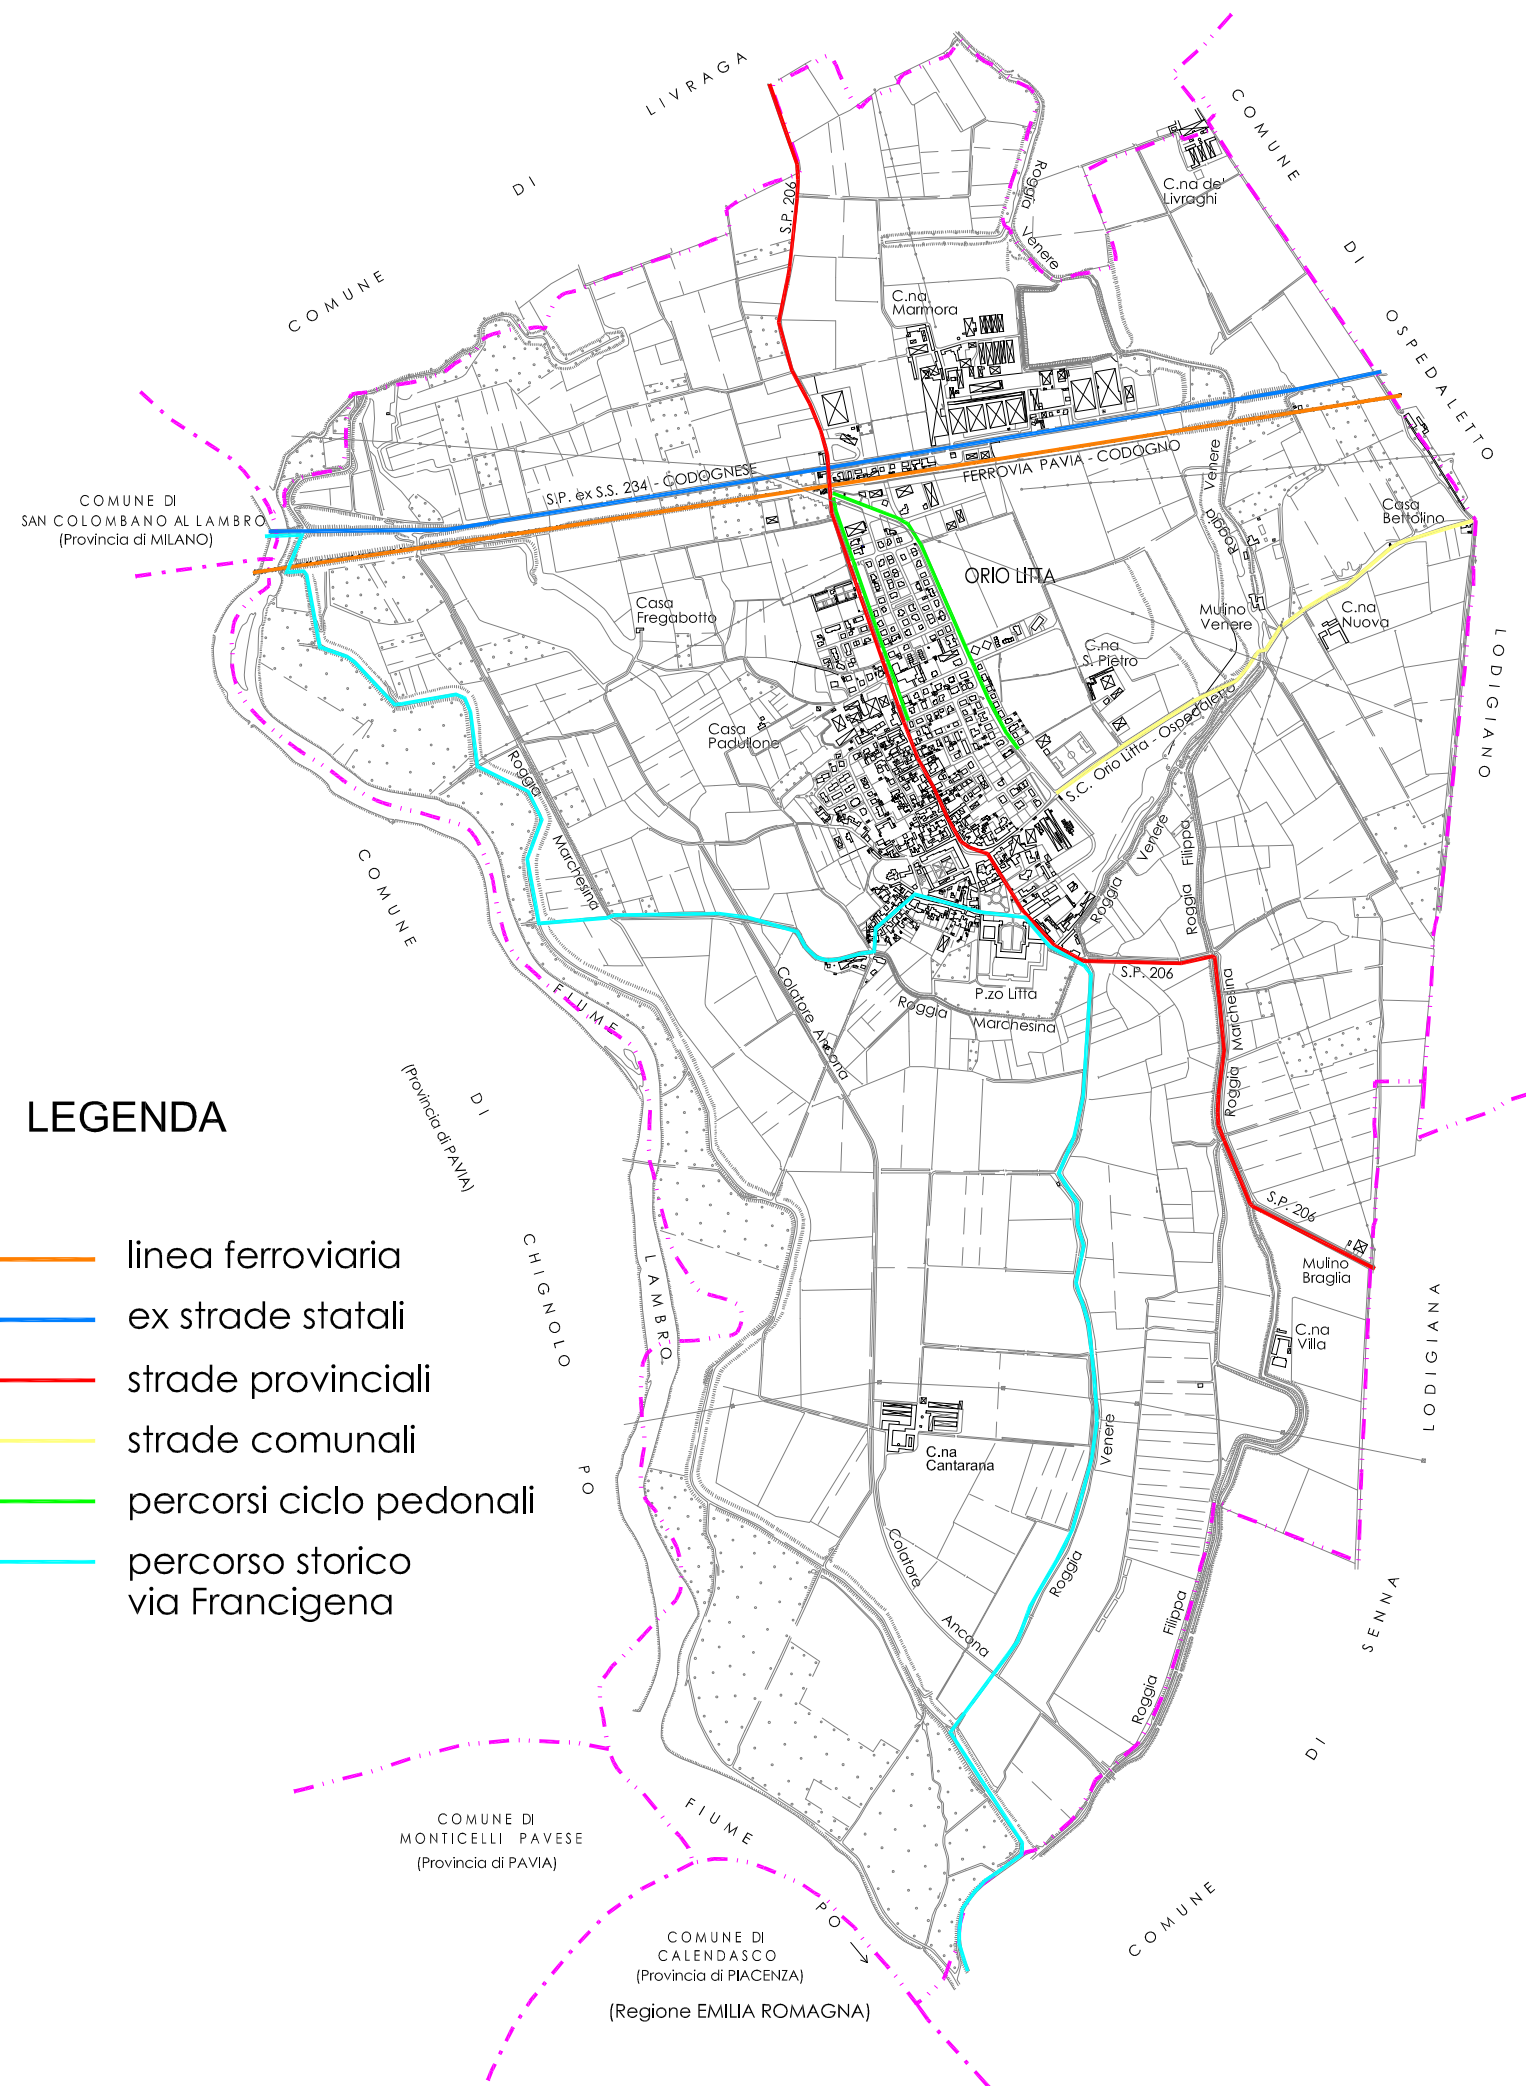 COMUNE
DI
LIVRAGA
COMUNE
DI
OSPEDALETTO
LODIGIANO
S.P. 206
Roggia
Venere
C.na de'
Livraghi
C.na
Marmora
COMUNE DI
SAN COLOMBANO AL LAMBRO
(Provincia di MILANO)
S.P. ex S.S. 234 - CODOGNESE
FERROVIA PAVIA - CODOGNO
Roggia
Venere
Casa
Bettolino
ORIO LITTA
Casa
Fregabotto
Mulino
Venere
C.na
Nuova
C.na
S. Pietro
Casa
Padullone
S.C. Orio Litta - Ospedaletto
Roggia
Marchesina
Roggia
Venere
Roggia
Filippa
COMUNE
DI
CHIGNOLO
PO
(Provincia di PAVIA)
FIUME
LAMBRO
Colatore Ancona
Roggia
Marchesina
P.zo Litta
S.P. 206
Roggia Marchesina
LEGENDA
linea ferroviaria
ex strade statali
strade provinciali
strade comunali
percorsi ciclo pedonali
percorso storico
via Francigena
S.P. 206
Mulino
Braglia
C.na
Villa
C.na
Cantarana
Roggia
Venere
Colatore
Ancona
Roggia
Filippa
COMUNE
DI
SENNA
LODIGIANA
COMUNE DI
MONTICELLI PAVESE
(Provincia di PAVIA)
FIUME
PO
COMUNE DI
CALENDASCO
(Provincia di PIACENZA)
(Regione EMILIA ROMAGNA)